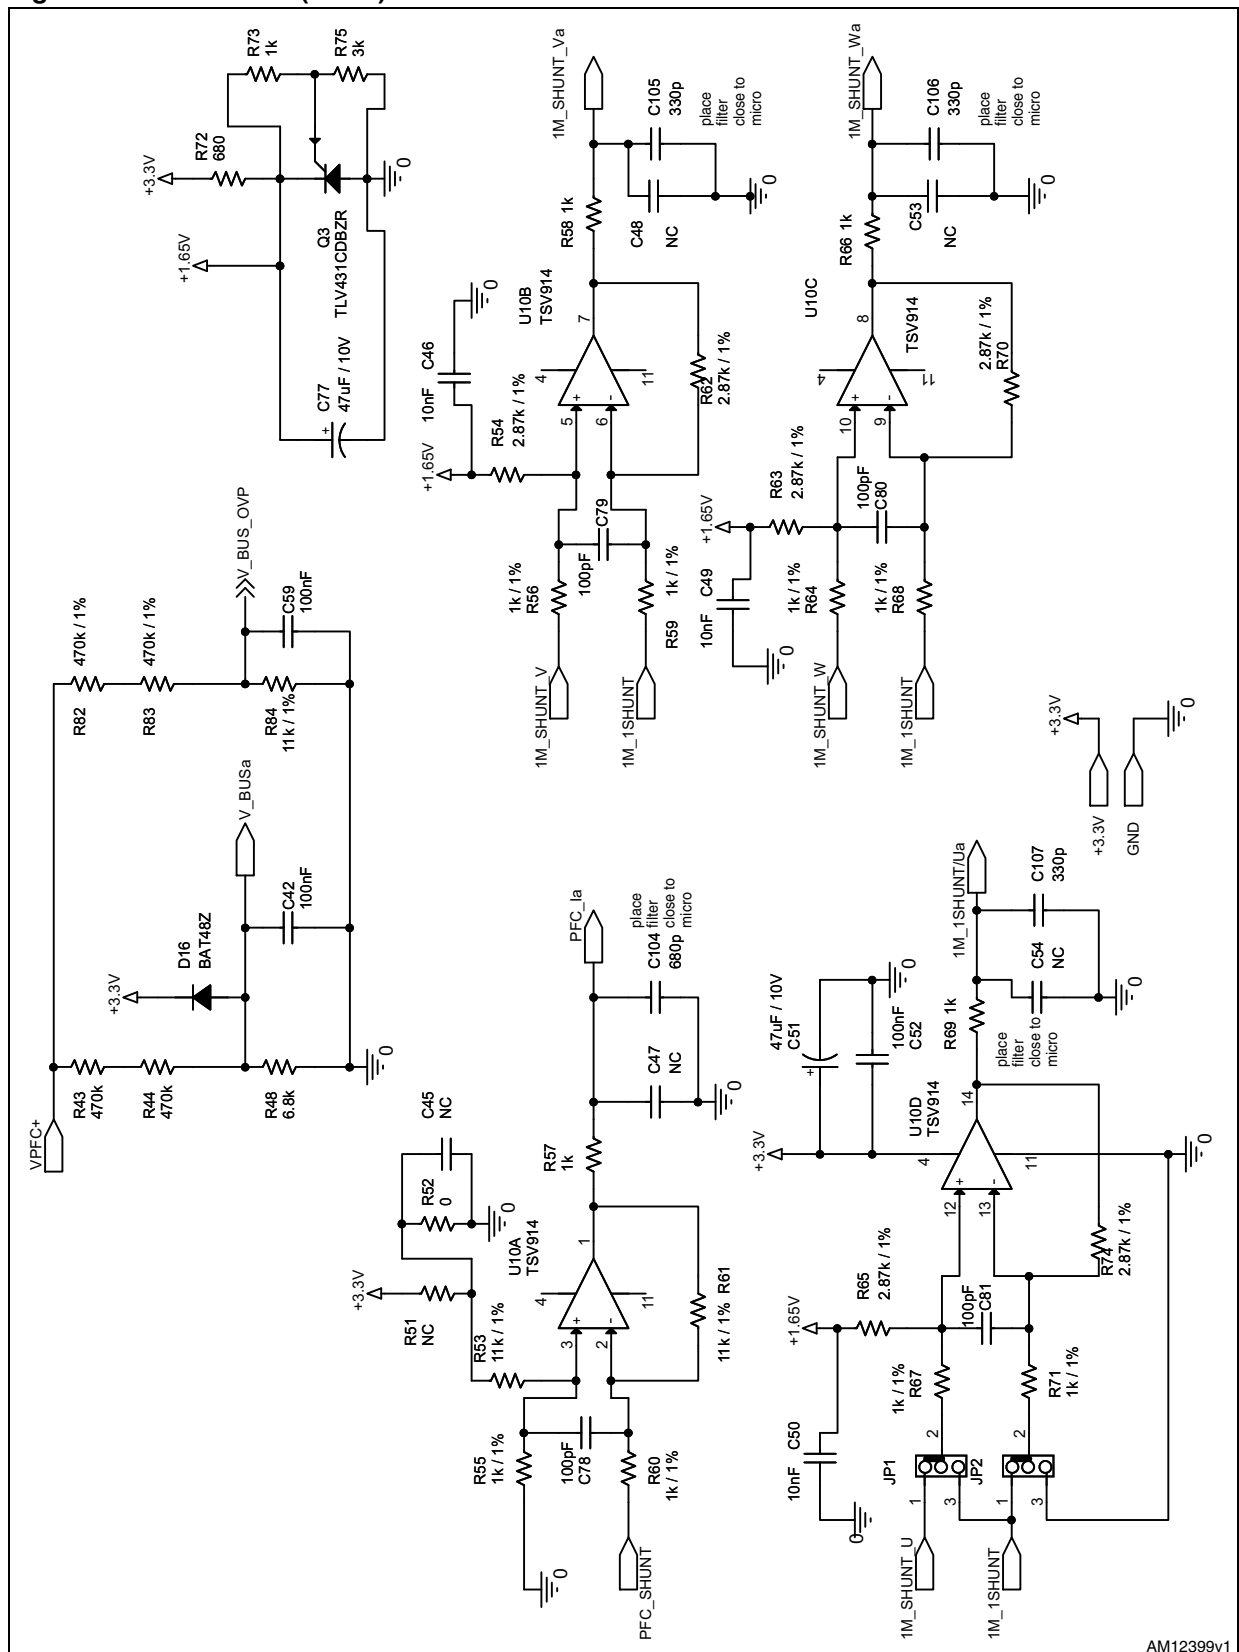 R73
1k
R75
3k
R72
680
+3.3V
+1.65V
Q3
TLV431CDBZR
0
C77
47uF / 10V
+
1M_SHUNT_Va
C105
330p
place
filter
close to
micro
R58 1k
C48
NC
0
U10B
TSV914
7
4
11
5
6
+
-
C46
10nF
0
+1.65V
R54
2.87k / 1%
R62
2.87k / 1%
C79
100pF
1k / 1%
R56
R59
1k / 1%
1M_SHUNT_V
1M_1SHUNT
1M_SHUNT_Wa
C106
330p
place
filter
close to
micro
R66 1k
C53
NC
0
U10C
TSV914
8
4
11
10
9
+
-
2.87k / 1%
R70
R63
2.87k / 1%
+1.65V
100pF
C80
C49
10nF
0
1k / 1%
R64
1k / 1%
R68
1M_SHUNT_W
1M_1SHUNT
+3.3V
+3.3V
GND
0
V_BUS_OVP
C59
100nF
470k / 1%
R82
470k / 1%
R83
R84
11k / 1%
V_BUSa
C42
100nF
D16
BAT48Z
+3.3V
R43
470k
R44
470k
R48
6.8k
0
VPFC+
PFC_Ia
place
filter
close to
micro
C104
680p
C47
NC
0
R57
1k
C45
NC
R52
0
0
U10A
TSV914
1
4
11
3
2
+
-
+3.3V
R51
NC
R53
11k / 1%
11k / 1%
R61
R55
1k / 1%
100pF
C78
R60
1k / 1%
0
PFC_SHUNT
1M_1SHUNT/Ua
C107
330p
C54
NC
0
R69 1k
place
filter
close to
micro
47uF / 10V
C51
+
100nF
C52
0
U10D
TSV914
14
+3.3V
4
11
0
12
13
+
-
R65
2.87k / 1%
R74
2.87k / 1%
+1.65V
100pF
C81
1k / 1%
R67
R71
1k / 1%
C50
10nF
0
JP1
JP2
2
2
1
3
1
3
1M_SHUNT_U
1M_1SHUNT
AM12399v1